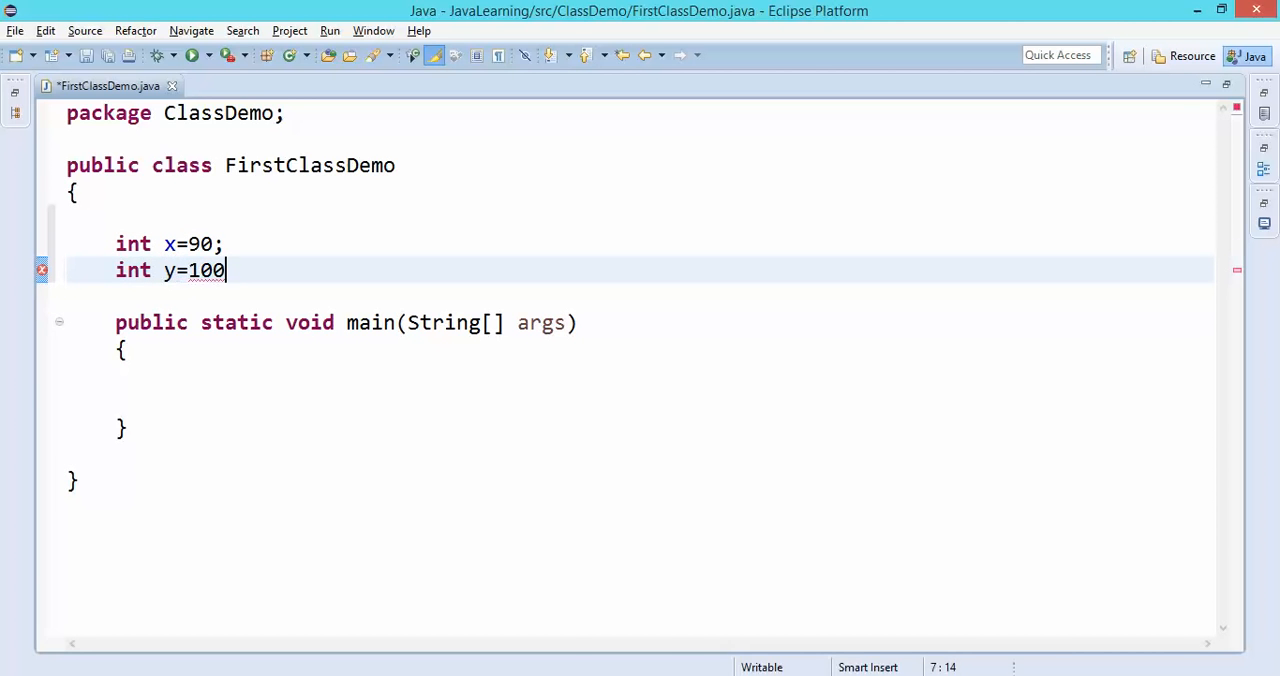 Java - JavaLearning/src/ClassDemo/FirstClassDemo.java - Eclipse Platform
File Edit Source Refactor Navigate Search Project Run Window Help
Quick Access Resource Java
*FirstClassDemo.java
package ClassDemo;
public class FirstClassDemo
{
int x=90;
int y=100
public static void main(String[] args)
{
}
}
Writable Smart Insert 7 : 14